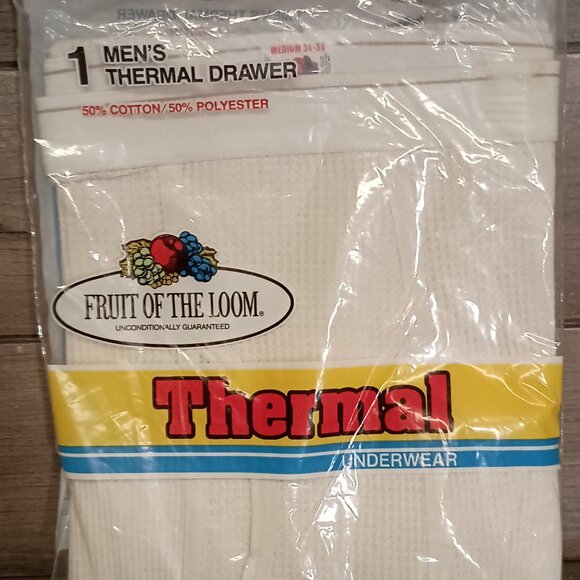 1 MEN'S
THERMAL DRAWER
MEDIUM 34-36
50% COTTON/50% POLYESTER
FRUIT OF THE LOOM®
UNCONDITIONALLY GUARANTEED
Thermal
UNDERWEAR